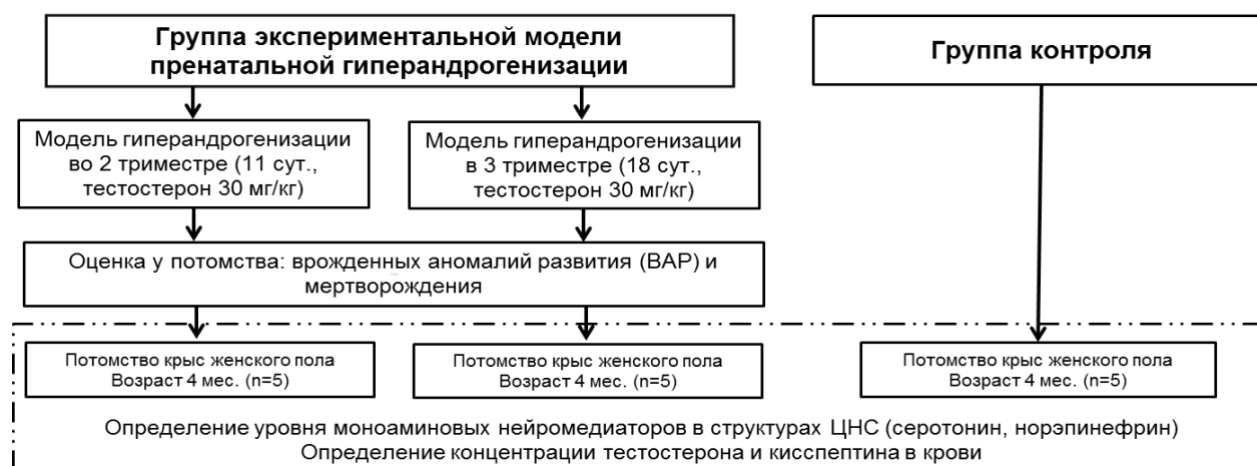 Группа экспериментальной модели
пренатальной гиперандрогенизации
Группа контроля
Модель гиперандрогенизации
во 2 триместре (11 сут.,
тестостерон 30 мг/кг)
Модель гиперандрогенизации
в 3 триместре (18 сут.,
тестостерон 30 мг/кг)
Оценка у потомства: врожденных аномалий развития (ВАР) и
мертворождения
Потомство крыс женского пола
Возраст 4 мес. (n=5)
Потомство крыс женского пола
Возраст 4 мес. (n=5)
Потомство крыс женского пола
Возраст 4 мес. (n=5)
Определение уровня моноаминовых нейромедиаторов в структурах ЦНС (серотонин, норэпинефрин)
Определение концентрации тестостерона и кисспептина в крови